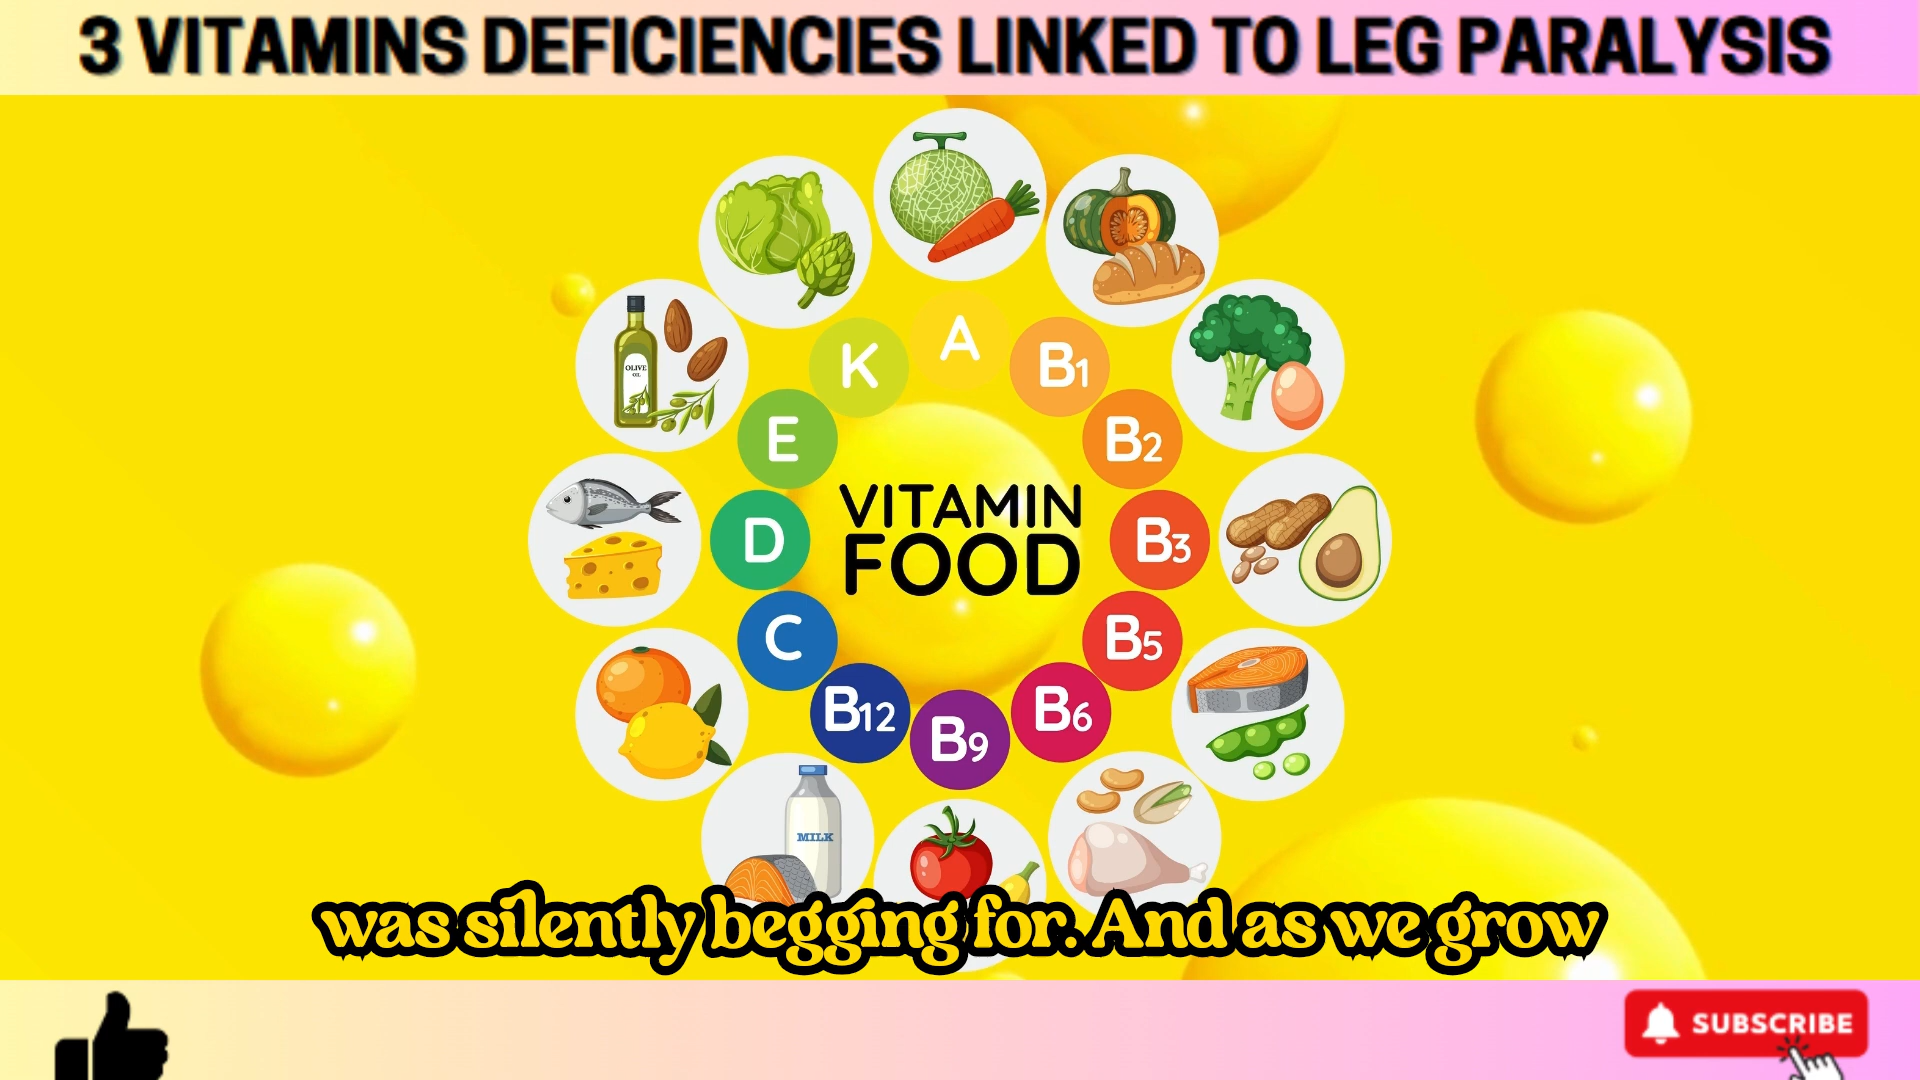 3 VITAMINS DEFICIENCIES LINKED TO LEG PARALYSIS
A
K
B1
E
B2
D
VITAMIN
FOOD
B3
C
B5
B12
B9
B6
OLIVE
OIL
MILK
was silently begging for. And as we grow
SUBSCRIBE